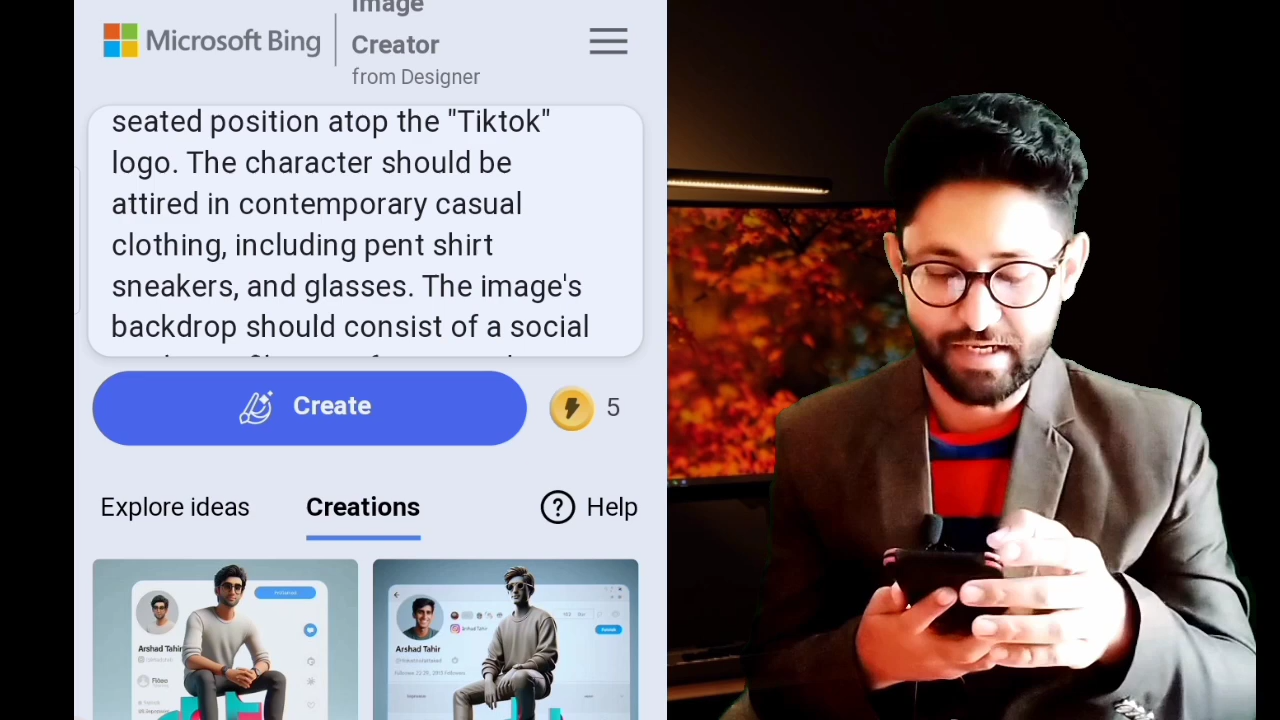 Image
Microsoft Bing
Creator
from Designer
seated position atop the "Tiktok"
logo. The character should be
attired in contemporary casual
clothing, including pent shirt
sneakers, and glasses. The image's
backdrop should consist of a social
Create
5
Explore ideas
Creations
Help
Arshad Tahir
Arshad Tahir
Arshad Tahir